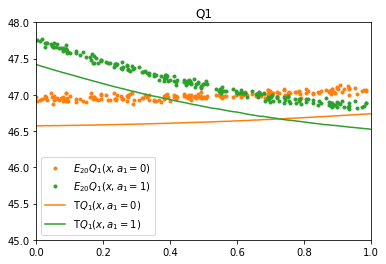 Q1
48.0
47.5
47.0
46.5
46.0
45.5
45.0
0.0 0.2 0.4 0.6 0.8 1.0
E₂₀Q₁(x, a₁ = 0)
E₂₀Q₁(x, a₁ = 1)
TQ₁(x, a₁ = 0)
TQ₁(x, a₁ = 1)